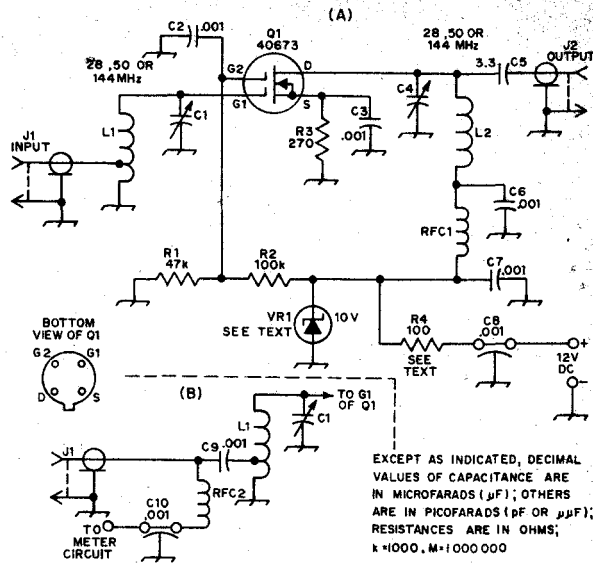 (A)
C2
.001
Q1
40673
28,50 OR
144 MHz
G2
G1
D
S
28,50 OR
144 MHz
3.3
C5
J2
OUTPUT
C1
C4
C3
.001
R3
270
L1
L2
J1
INPUT
C6
.001
RFC1
R1
47k
R2
100k
C7
.001
VR1
SEE TEXT
10V
R4
100
SEE
TEXT
C8
.001
+
12V
DC
-
BOTTOM
VIEW OF Q1
G2
G1
D
S
(B)
TO G1
OF Q1
L1
C1
J1
C9
.001
RFC2
C10
.001
TO
METER
CIRCUIT
EXCEPT AS INDICATED, DECIMAL
VALUES OF CAPACITANCE ARE
IN MICROFARADS (µF); OTHERS
ARE IN PICOFARADS (pF OR µµF);
RESISTANCES ARE IN OHMS;
k=1000, M=1000000